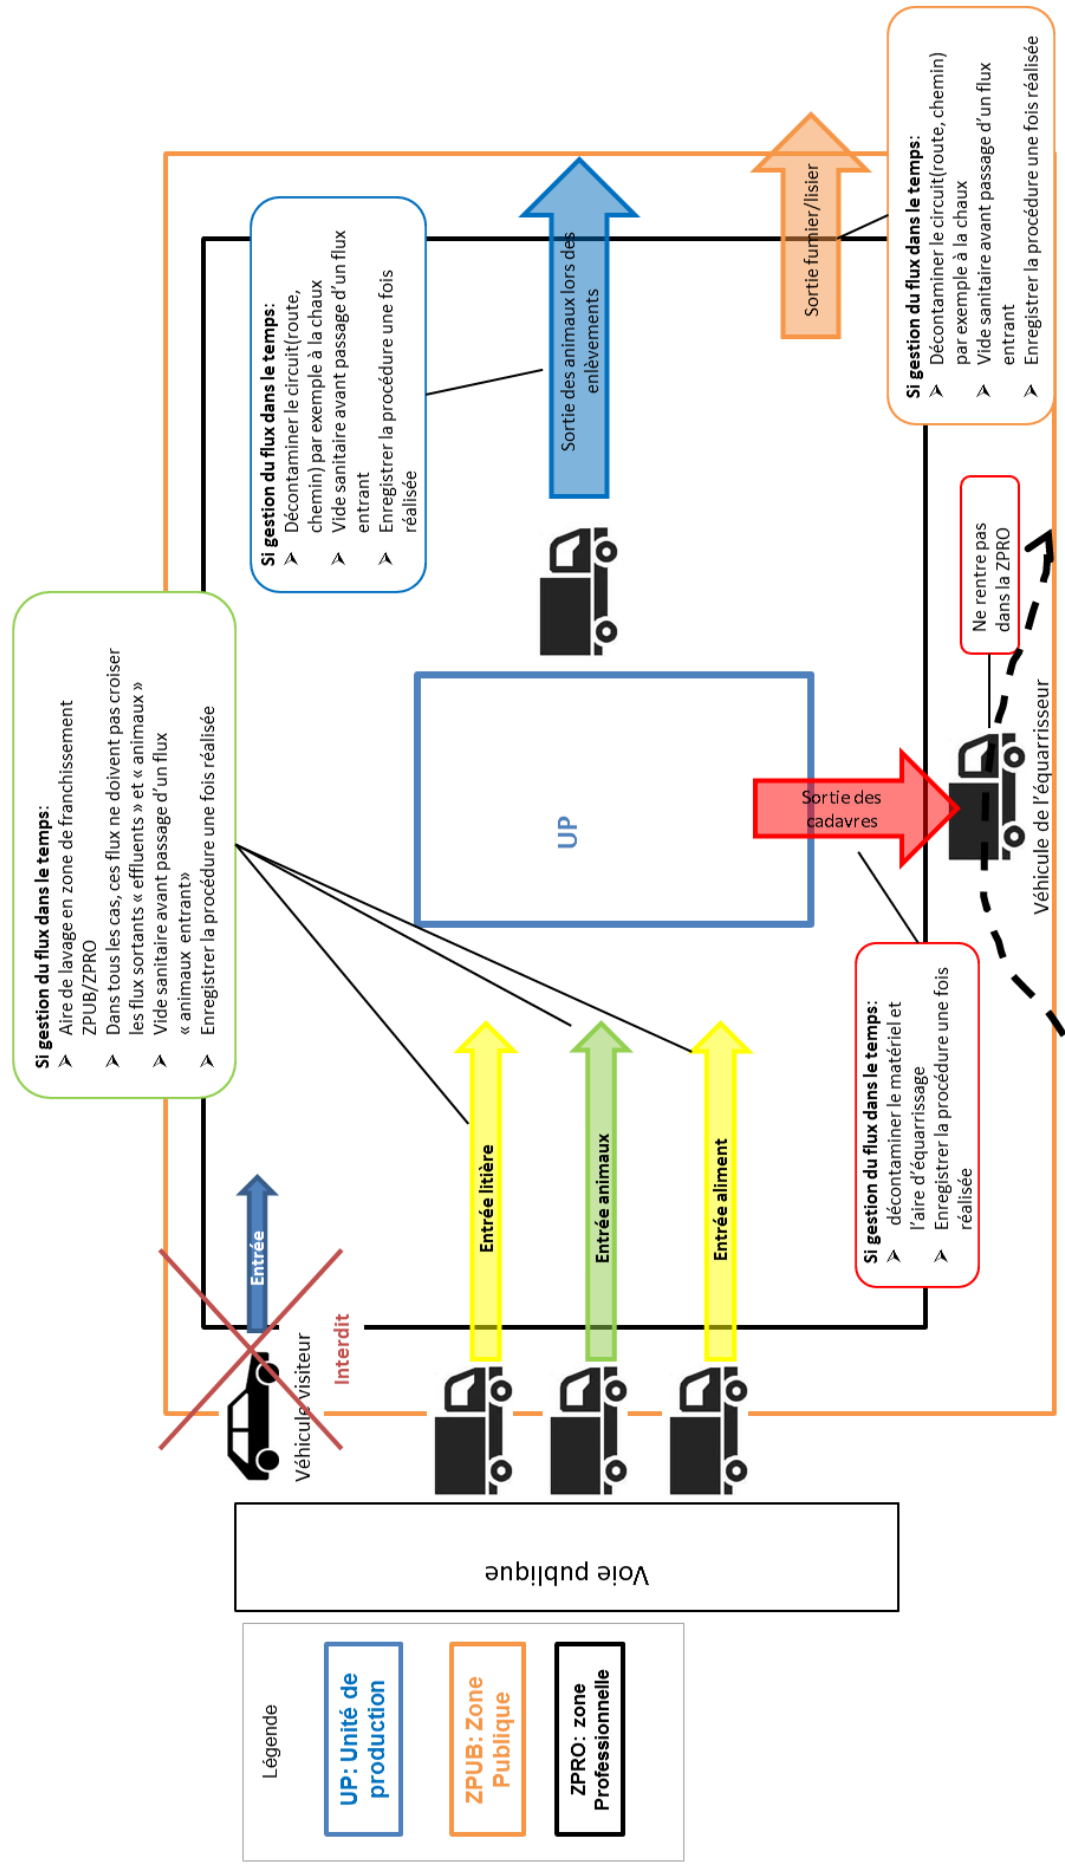 Si gestion du flux dans le temps:
➢ Aire de lavage en zone de franchissement
ZPUB/ZPRO
➢ Dans tous les cas, ces flux ne doivent pas croiser
les flux sortants « effluents » et « animaux »
➢ Vide sanitaire avant passage d'un flux
« animaux entrant»
➢ Enregistrer la procédure une fois réalisée
Légende
UP: Unité de
production
ZPUB: Zone
Publique
ZPRO: zone
Professionnelle
Voie publique
Véhicule visiteur
Interdit
Entrée
Entrée litière
Entrée animaux
Entrée aliment
UP
Si gestion du flux dans le temps:
➢ Décontaminer le circuit(route,
chemin) par exemple à la chaux
➢ Vide sanitaire avant passage d'un flux
entrant
➢ Enregistrer la procédure une fois
réalisée
Sortie des animaux lors des
enlèvements
Sortie fumier/lisier
Sortie des
cadavres
Si gestion du flux dans le temps:
➢ décontaminer le matériel et
l'aire d'équarrissage
➢ Enregistrer la procédure une fois
réalisée
Ne rentre pas
dans la ZPRO
Véhicule de l'équarrisseur
Si gestion du flux dans le temps:
➢ Décontaminer le circuit(route, chemin)
par exemple à la chaux
➢ Vide sanitaire avant passage d'un flux
entrant
➢ Enregistrer la procédure une fois réalisée